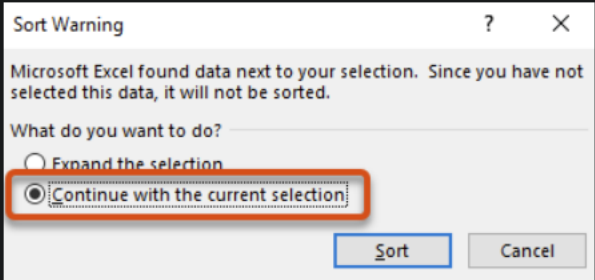 Sort Warning ? ×
Microsoft Excel found data next to your selection. Since you have not
selected this data, it will not be sorted.
What do you want to do?
Expand the selection
Continue with the current selection
Sort Cancel